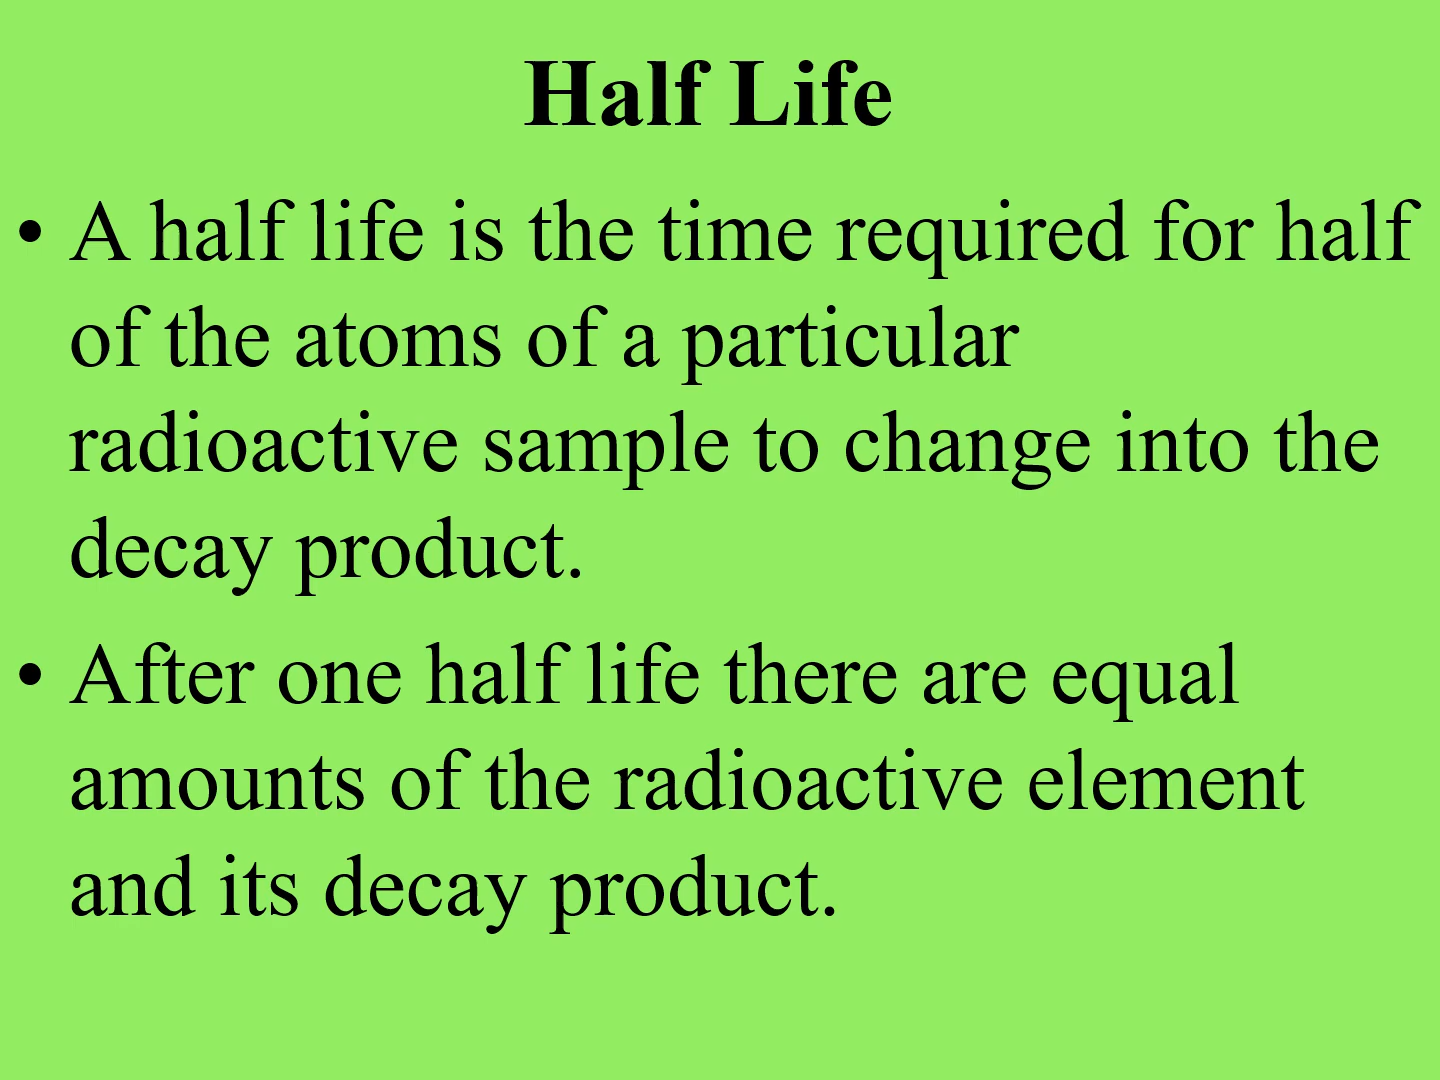 Half Life
• A half life is the time required for half
of the atoms of a particular
radioactive sample to change into the
decay product.
• After one half life there are equal
amounts of the radioactive element
and its decay product.